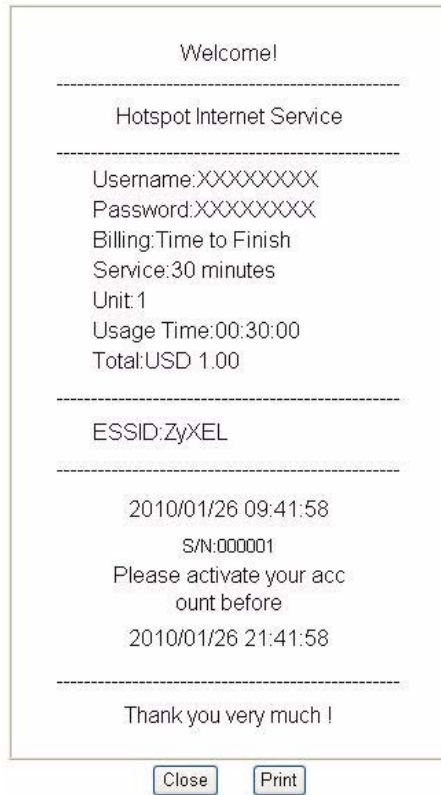 Welcome!
Hotspot Internet Service
Username:XXXXXXXX
Password:XXXXXXXX
Billing:Time to Finish
Service:30 minutes
Unit:1
Usage Time:00:30:00
Total:USD 1.00
ESSID:ZyXEL
2010/01/26 09:41:58
S/N:000001
Please activate your acc
ount before
2010/01/26 21:41:58
Thank you very much !
Close Print